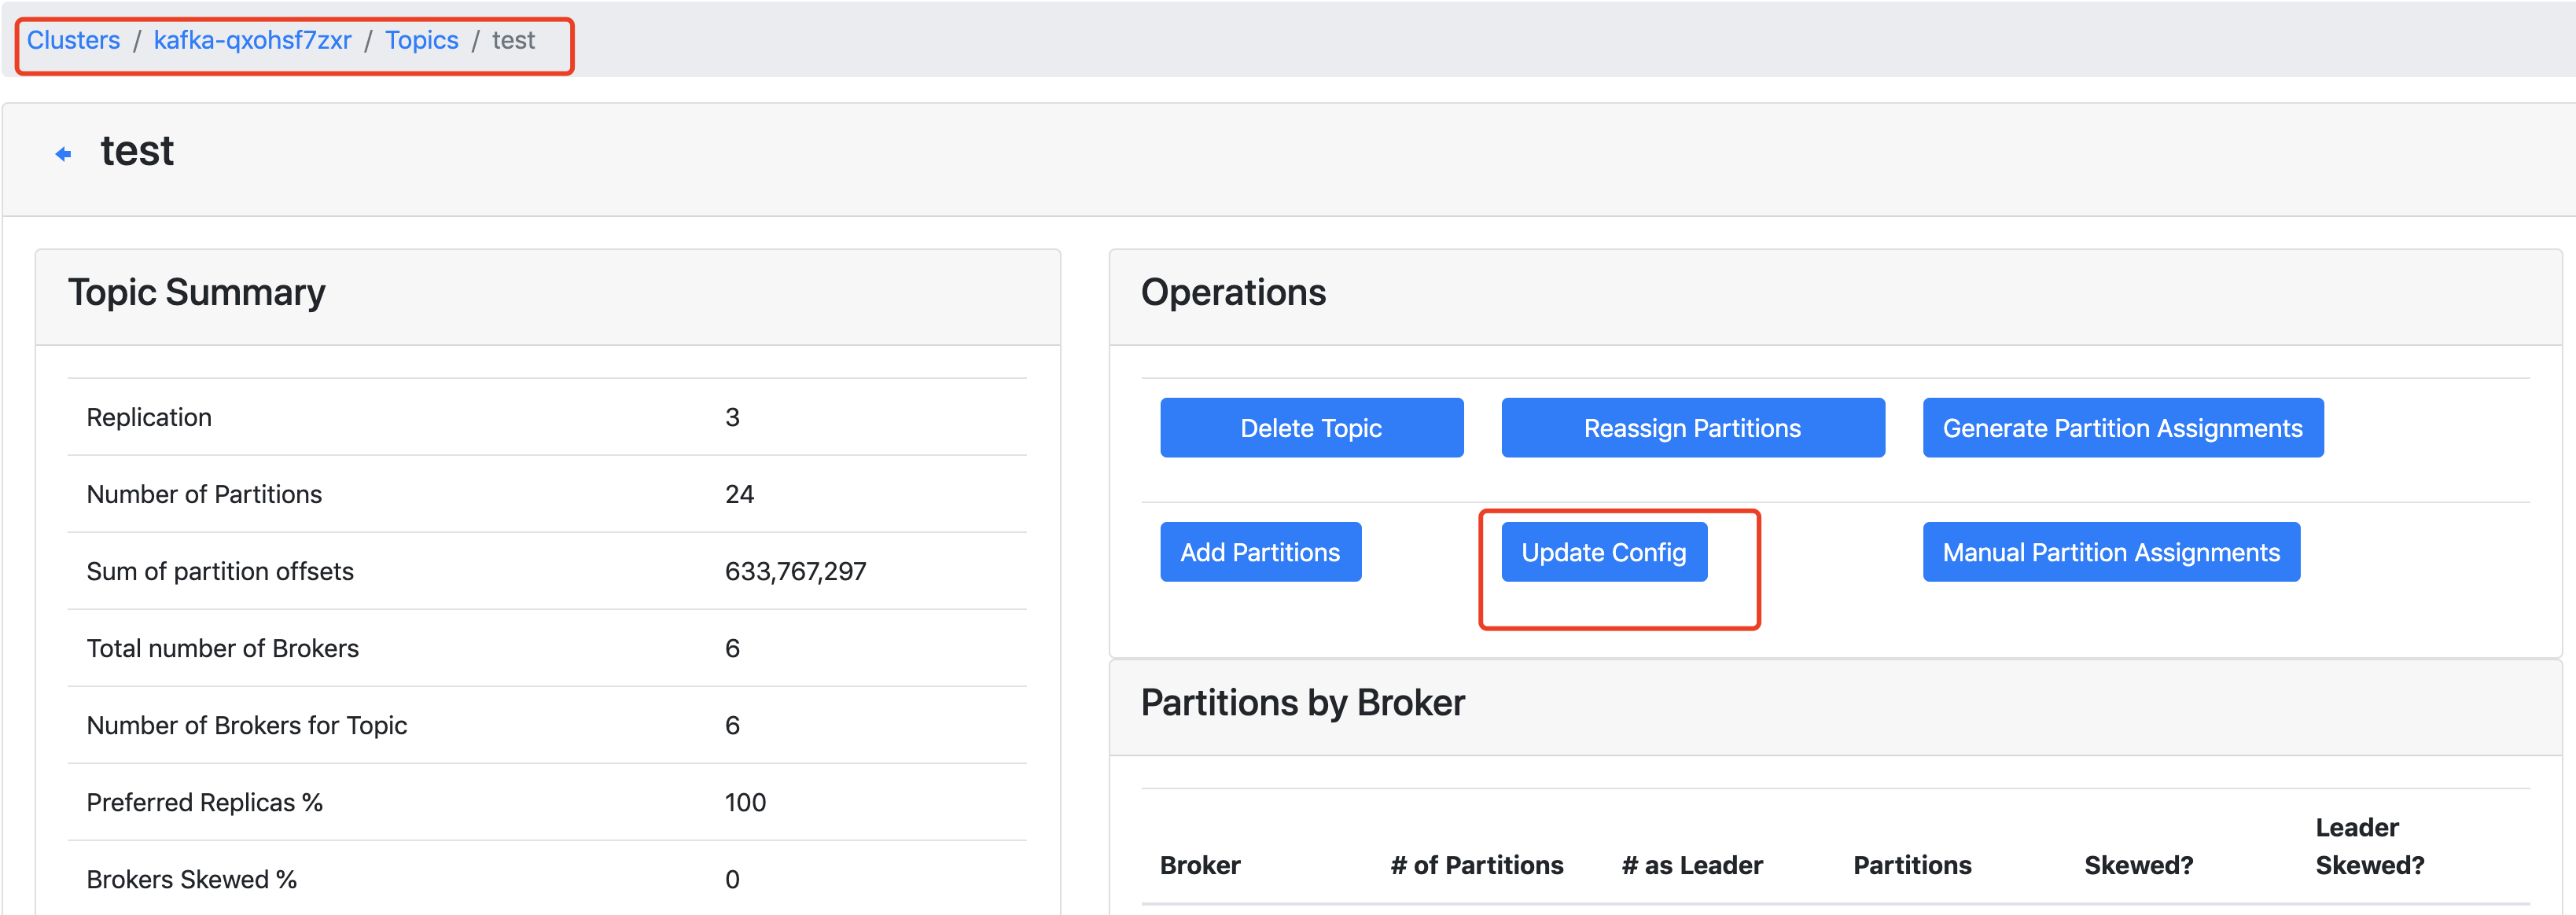 Clusters / kafka-qxohsf7zxr / Topics / test
test
Topic Summary
Replication 3
Number of Partitions 24
Sum of partition offsets 633,767,297
Total number of Brokers 6
Number of Brokers for Topic 6
Preferred Replicas % 100
Brokers Skewed % 0
Operations
Delete Topic Reassign Partitions Generate Partition Assignments
Add Partitions Update Config Manual Partition Assignments
Partitions by Broker
Broker # of Partitions # as Leader Partitions Skewed? Leader Skewed?